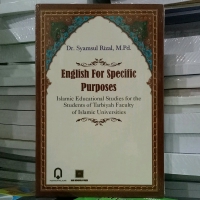 Dr. Syamsul Rizal, M.Pd.
English For Specific
Purposes
Islamic Educational Studies for the
Students of Tarbiyah Faculty
of Islamic Universities